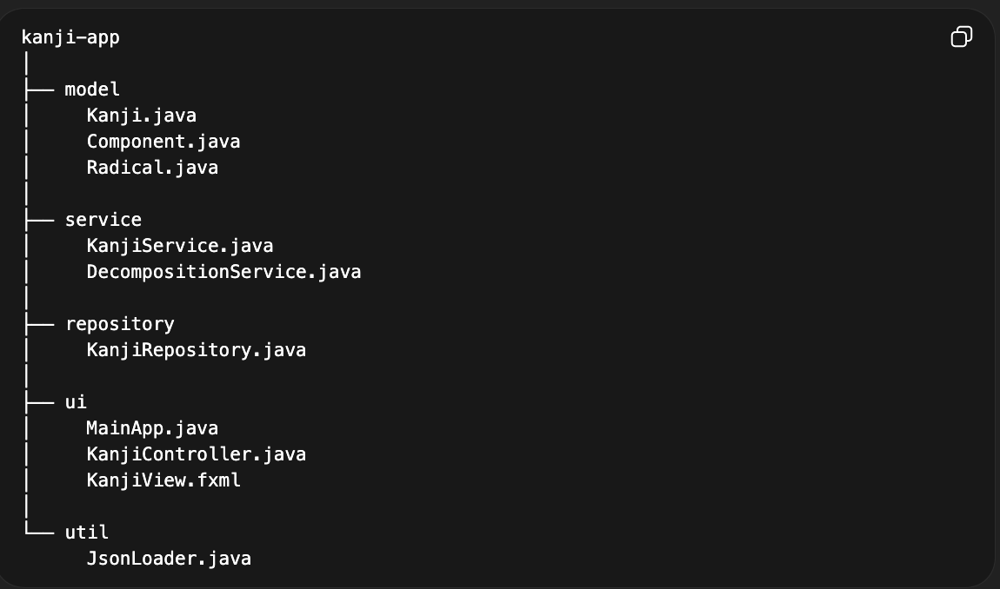 kanji-app
│
├── model
│     Kanji.java
│     Component.java
│     Radical.java
│
├── service
│     KanjiService.java
│     DecompositionService.java
│
├── repository
│     KanjiRepository.java
│
├── ui
│     MainApp.java
│     KanjiController.java
│     KanjiView.fxml
│
└── util
      JsonLoader.java